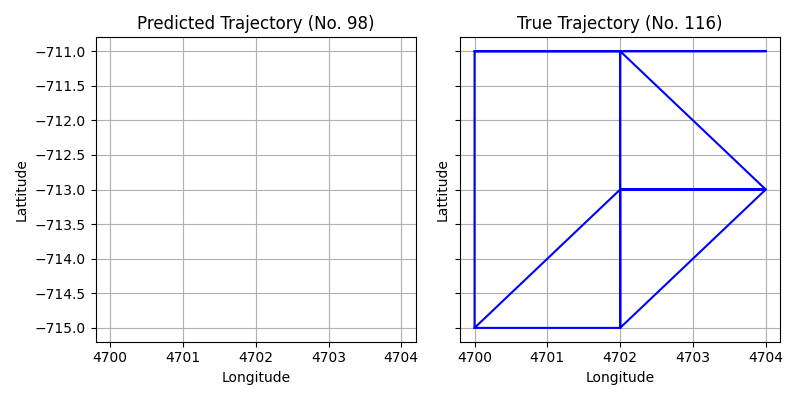 Predicted Trajectory (No. 98)
True Trajectory (No. 116)
Lattitude
−711.0
−711.5
−712.0
−712.5
−713.0
−713.5
−714.0
−714.5
−715.0
4700 4701 4702 4703 4704
Longitude
Lattitude
4700 4701 4702 4703 4704
Longitude